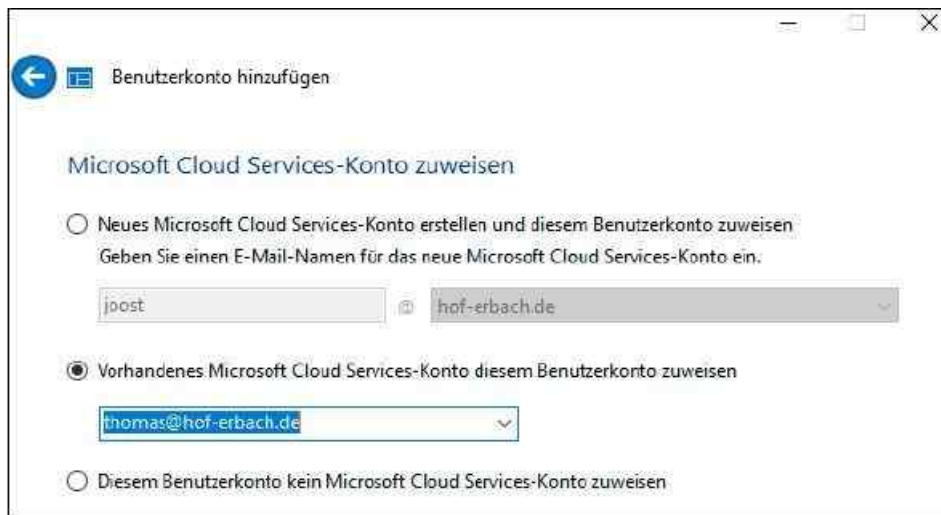 Benutzerkonto hinzufügen
Microsoft Cloud Services-Konto zuweisen
Neues Microsoft Cloud Services-Konto erstellen und diesem Benutzerkonto zuweisen
Geben Sie einen E-Mail-Namen für das neue Microsoft Cloud Services-Konto ein.
joost @ hof-erbach.de
Vorhandenes Microsoft Cloud Services-Konto diesem Benutzerkonto zuweisen
thomas@hof-erbach.de
Diesem Benutzerkonto kein Microsoft Cloud Services-Konto zuweisen